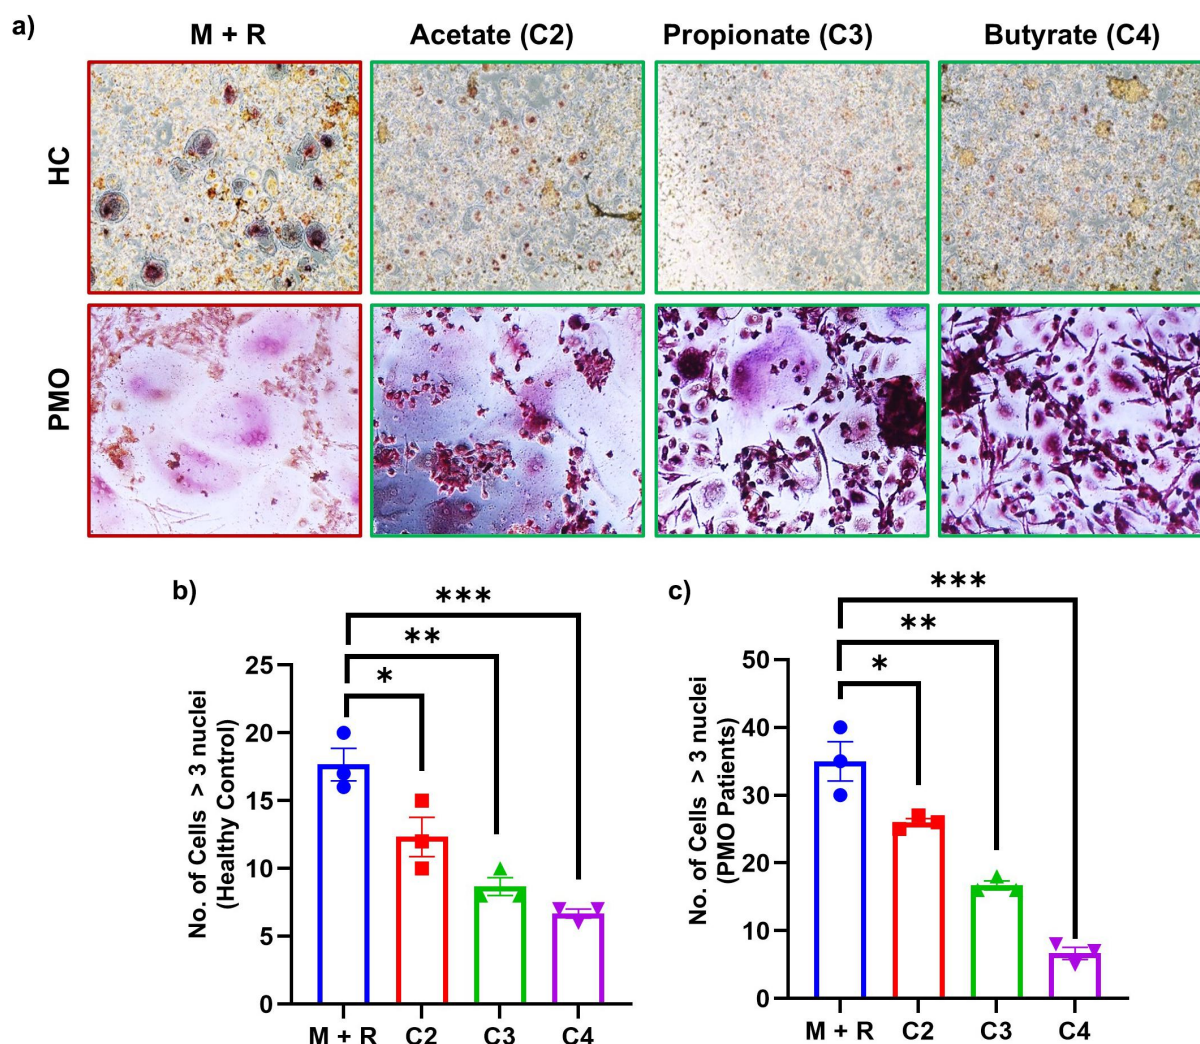 a)
M + R
Acetate (C2)
Propionate (C3)
Butyrate (C4)
HC
PMO
b)
No. of Cells > 3 nuclei
(Healthy Control)
25
20
15
10
5
0
***
**
*
M + R
C2
C3
C4
c)
No. of Cells > 3 nuclei
(PMO Patients)
50
40
30
20
10
0
***
**
*
M + R
C2
C3
C4